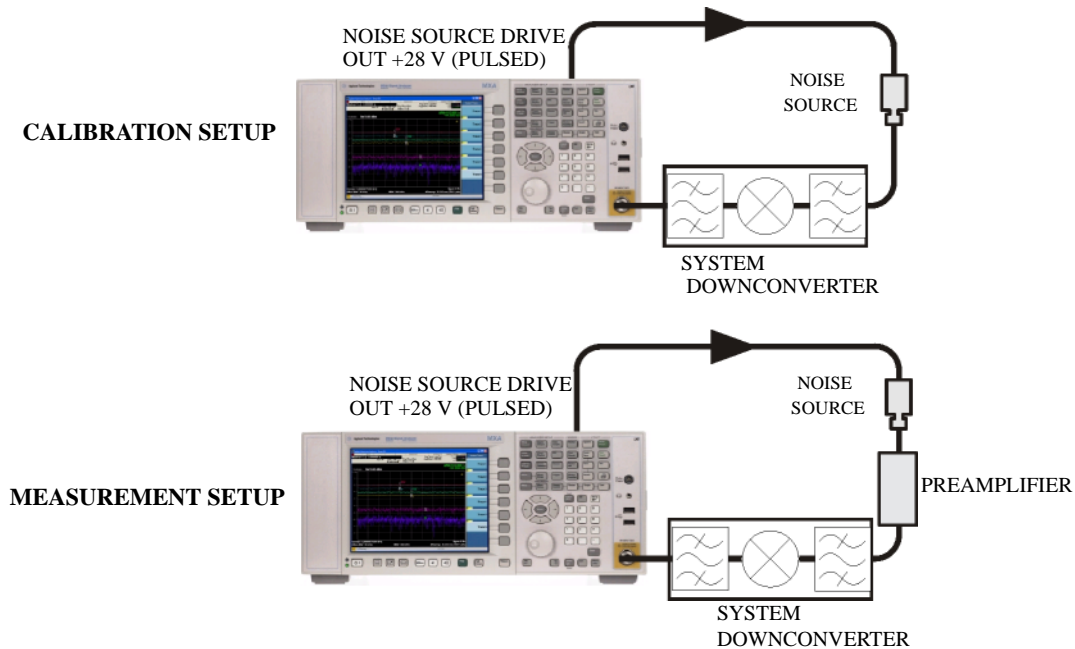 NOISE SOURCE DRIVE
OUT +28 V (PULSED)
NOISE
SOURCE
CALIBRATION SETUP
SYSTEM
DOWNCONVERTER
NOISE SOURCE DRIVE
OUT +28 V (PULSED)
NOISE
SOURCE
MEASUREMENT SETUP
PREAMPLIFIER
SYSTEM
DOWNCONVERTER